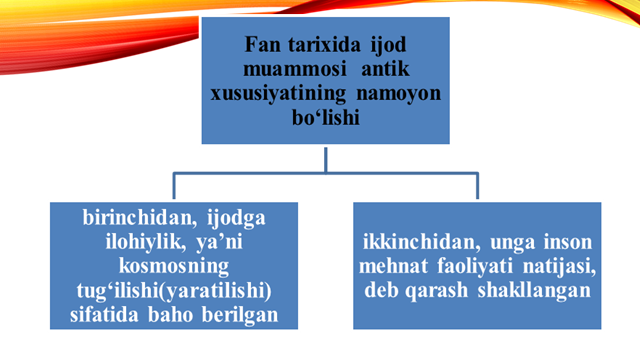 Fan tarixida ijod
muammosi antik
xususiyatining namoyon
bo‘lishi
birinchidan, ijodga
ilohiylik, ya’ni
kosmosning
tug‘ilishi(yaratilishi)
sifatida baho berilgan
ikkinchidan, unga inson
mehnat faoliyati natijasi,
deb qarash shakllangan